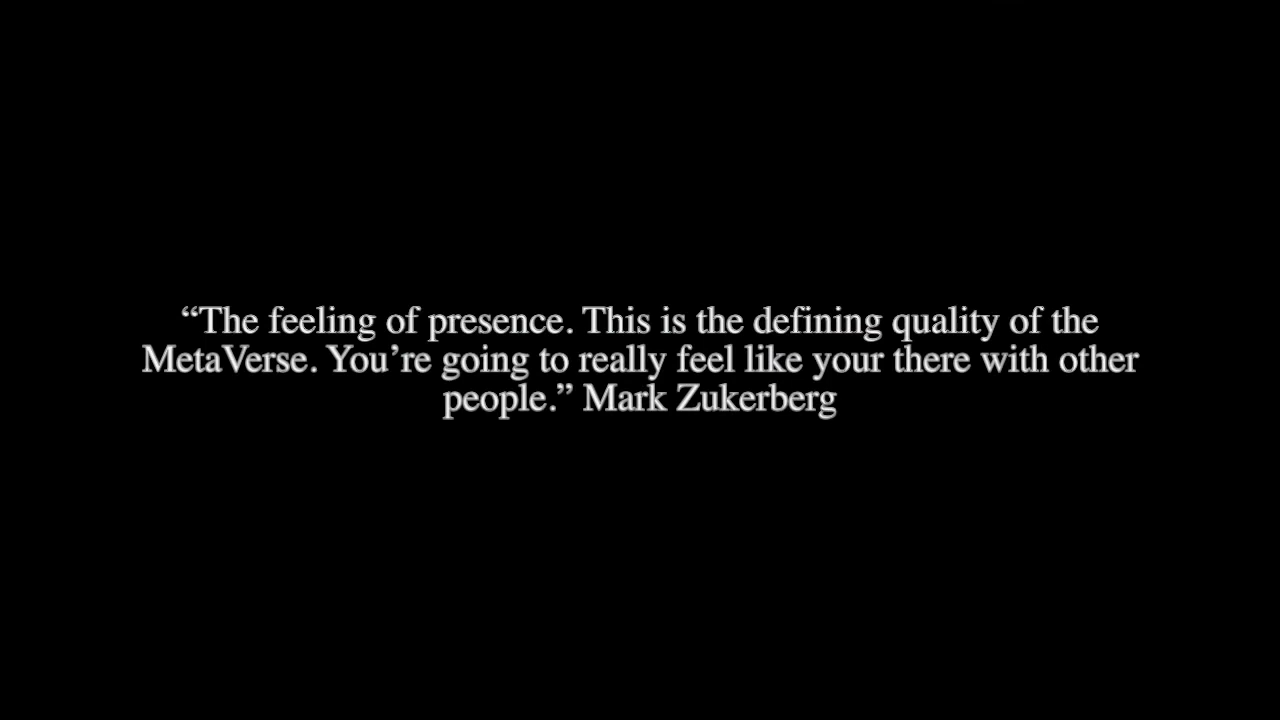 “The feeling of presence. This is the defining quality of the
MetaVerse. You’re going to really feel like your there with other
people.” Mark Zukerberg